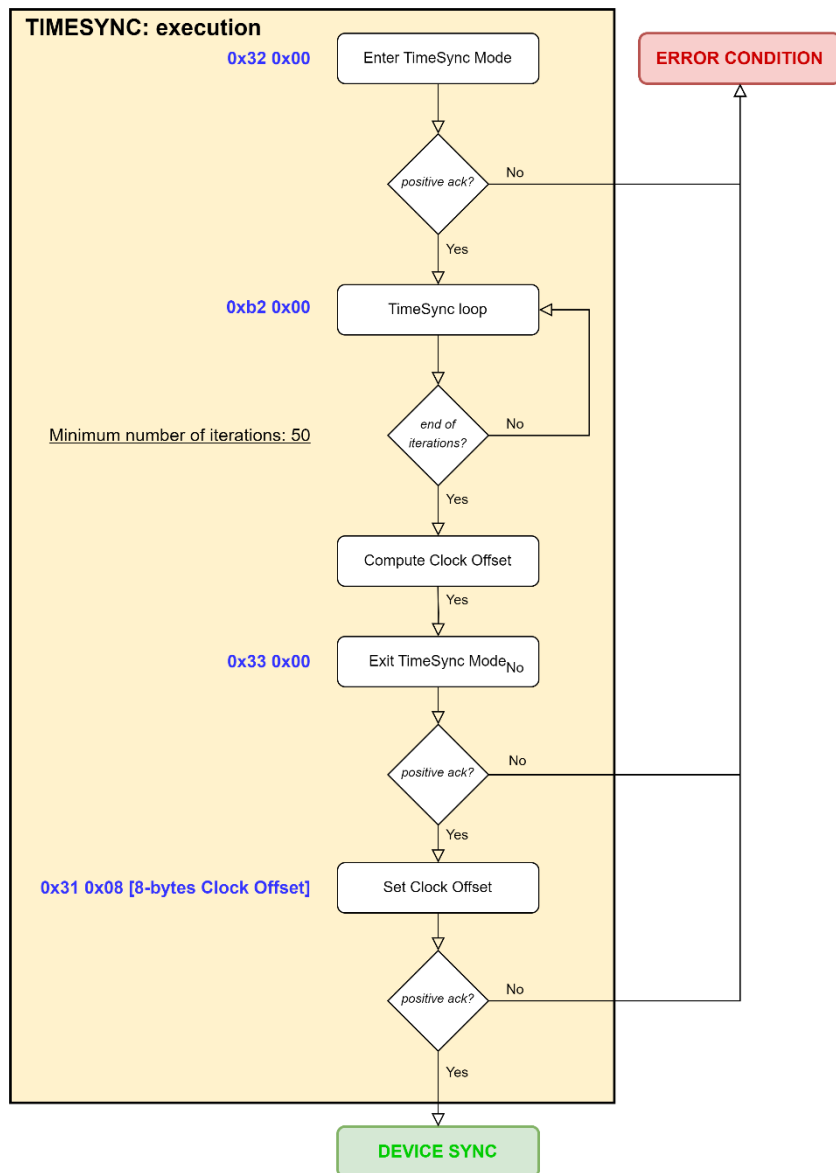 TIMESYNC: execution
0x32 0x00
Enter TimeSync Mode
ERROR CONDITION
positive ack?
No
Yes
0xb2 0x00
TimeSync loop
Minimum number of iterations: 50
end of
iterations?
No
Yes
Compute Clock Offset
Yes
0x33 0x00
Exit TimeSync Mode
No
positive ack?
No
Yes
0x31 0x08 [8-bytes Clock Offset]
Set Clock Offset
positive ack?
No
Yes
DEVICE SYNC